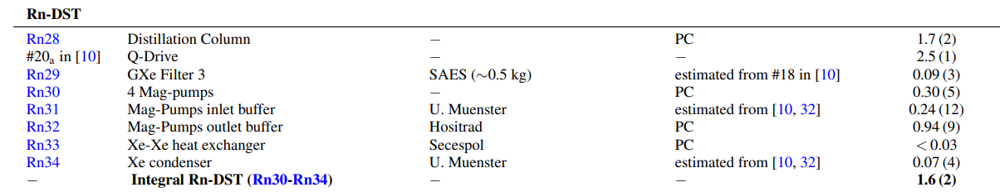 Rn-DST
Rn28 Distillation Column − PC 1.7 (2)
#20a in [10] Q-Drive − − 2.5 (1)
Rn29 GXe Filter 3 SAES (∼0.5 kg) estimated from #18 in [10] 0.09 (3)
Rn30 4 Mag-pumps − PC 0.30 (5)
Rn31 Mag-Pumps inlet buffer U. Muenster estimated from [10, 32] 0.24 (12)
Rn32 Mag-Pumps outlet buffer Hositrad PC 0.94 (9)
Rn33 Xe-Xe heat exchanger Secespol PC < 0.03
Rn34 Xe condenser U. Muenster estimated from [10, 32] 0.07 (4)
− Integral Rn-DST (Rn30-Rn34) − − 1.6 (2)